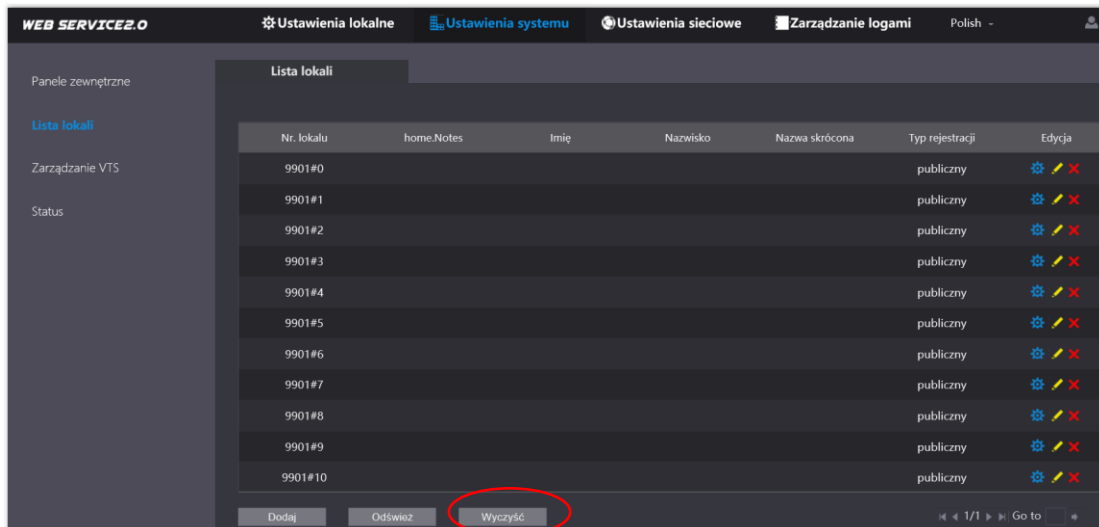 WEB SERVICE2.0 Ustawienia lokalne Ustawienia systemu Ustawienia sieciowe Zarządzanie logami Polish
Panele zewnętrzne
Lista lokali
Zarządzanie VTS
Status
Lista lokali
Nr. lokalu home.Notes Imię Nazwisko Nazwa skrócona Typ rejestracji Edycja
9901#0 publiczny
9901#1 publiczny
9901#2 publiczny
9901#3 publiczny
9901#4 publiczny
9901#5 publiczny
9901#6 publiczny
9901#7 publiczny
9901#8 publiczny
9901#9 publiczny
9901#10 publiczny
Dodaj Odśwież Wyczyść 1/1 Go to